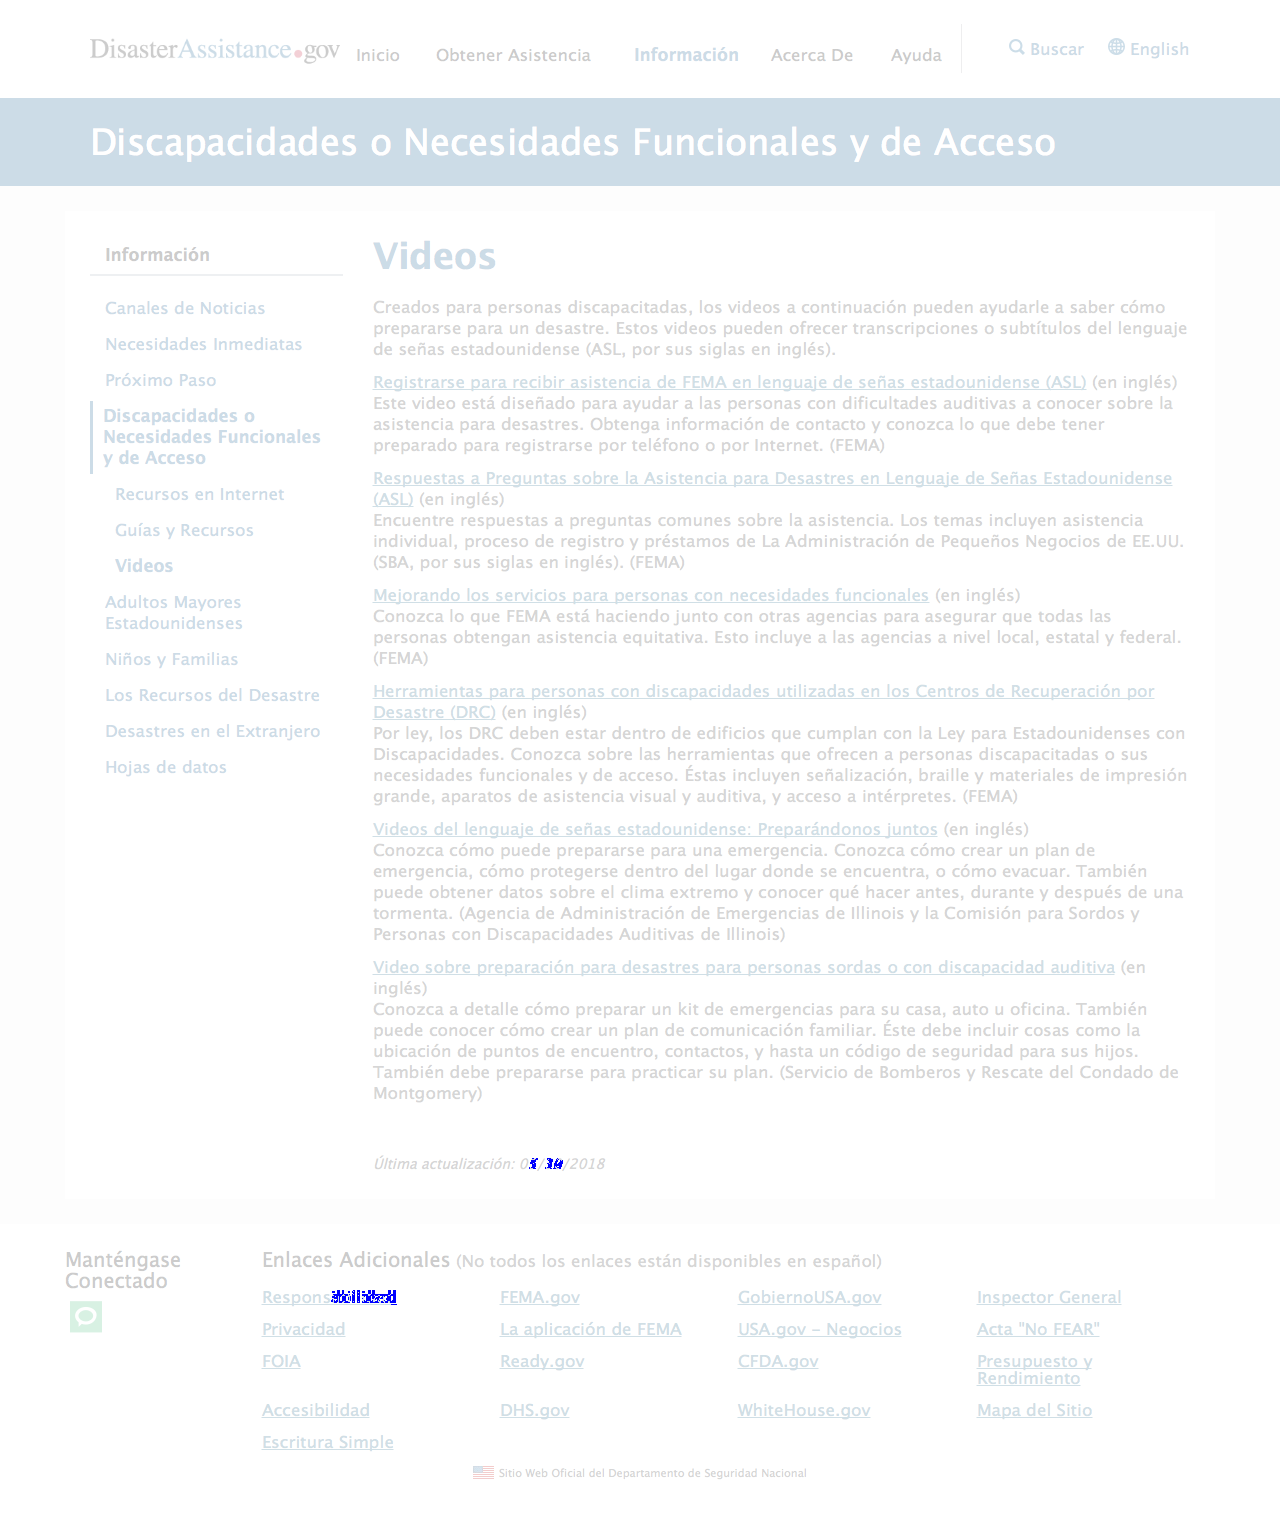 DisasterAssistance.gov
Inicio
Obtener Asistencia
Información
Acerca De
Ayuda
Buscar
English
Discapacidades o Necesidades Funcionales y de Acceso
Información
Canales de Noticias
Necesidades Inmediatas
Próximo Paso
Discapacidades o
Necesidades Funcionales
y de Acceso
Recursos en Internet
Guías y Recursos
Videos
Adultos Mayores
Estadounidenses
Niños y Familias
Los Recursos del Desastre
Desastres en el Extranjero
Hojas de datos
Videos
Creados para personas discapacitadas, los videos a continuación pueden ayudarle a saber cómo
prepararse para un desastre. Estos videos pueden ofrecer transcripciones o subtítulos del lenguaje
de señas estadounidense (ASL, por sus siglas en inglés).
Registrarse para recibir asistencia de FEMA en lenguaje de señas estadounidense (ASL) (en inglés)
Este video está diseñado para ayudar a las personas con dificultades auditivas a conocer sobre la
asistencia para desastres. Obtenga información de contacto y conozca lo que debe tener
preparado para registrarse por teléfono o por Internet. (FEMA)
Respuestas a Preguntas sobre la Asistencia para Desastres en Lenguaje de Señas Estadounidense
(ASL) (en inglés)
Encuentre respuestas a preguntas comunes sobre la asistencia. Los temas incluyen asistencia
individual, proceso de registro y préstamos de La Administración de Pequeños Negocios de EE.UU.
(SBA, por sus siglas en inglés). (FEMA)
Mejorando los servicios para personas con necesidades funcionales (en inglés)
Conozca lo que FEMA está haciendo junto con otras agencias para asegurar que todas las
personas obtengan asistencia equitativa. Esto incluye a las agencias a nivel local, estatal y federal.
(FEMA)
Herramientas para personas con discapacidades utilizadas en los Centros de Recuperación por
Desastre (DRC) (en inglés)
Por ley, los DRC deben estar dentro de edificios que cumplan con la Ley para Estadounidenses con
Discapacidades. Conozca sobre las herramientas que ofrecen a personas discapacitadas o sus
necesidades funcionales y de acceso. Éstas incluyen señalización, braille y materiales de impresión
grande, aparatos de asistencia visual y auditiva, y acceso a intérpretes. (FEMA)
Videos del lenguaje de señas estadounidense: Preparándonos juntos (en inglés)
Conozca cómo puede prepararse para una emergencia. Conozca cómo crear un plan de
emergencia, cómo protegerse dentro del lugar donde se encuentra, o cómo evacuar. También
puede obtener datos sobre el clima extremo y conocer qué hacer antes, durante y después de una
tormenta. (Agencia de Administración de Emergencias de Illinois y la Comisión para Sordos y
Personas con Discapacidades Auditivas de Illinois)
Video sobre preparación para desastres para personas sordas o con discapacidad auditiva (en
inglés)
Conozca a detalle cómo preparar un kit de emergencias para su casa, auto u oficina. También
puede conocer cómo crear un plan de comunicación familiar. Éste debe incluir cosas como la
ubicación de puntos de encuentro, contactos, y hasta un código de seguridad para sus hijos.
También debe prepararse para practicar su plan. (Servicio de Bomberos y Rescate del Condado de
Montgomery)
Última actualización:
Manténgase
Conectado
Enlaces Adicionales (No todos los enlaces están disponibles en español)
FEMA.gov
GobiernoUSA.gov
Inspector General
Privacidad
La aplicación de FEMA
USA.gov - Negocios
Acta "No FEAR"
FOIA
Ready.gov
CFDA.gov
Presupuesto y
Rendimiento
Accesibilidad
DHS.gov
WhiteHouse.gov
Mapa del Sitio
Escritura Simple
Sitio Web Oficial del Departamento de Seguridad Nacional